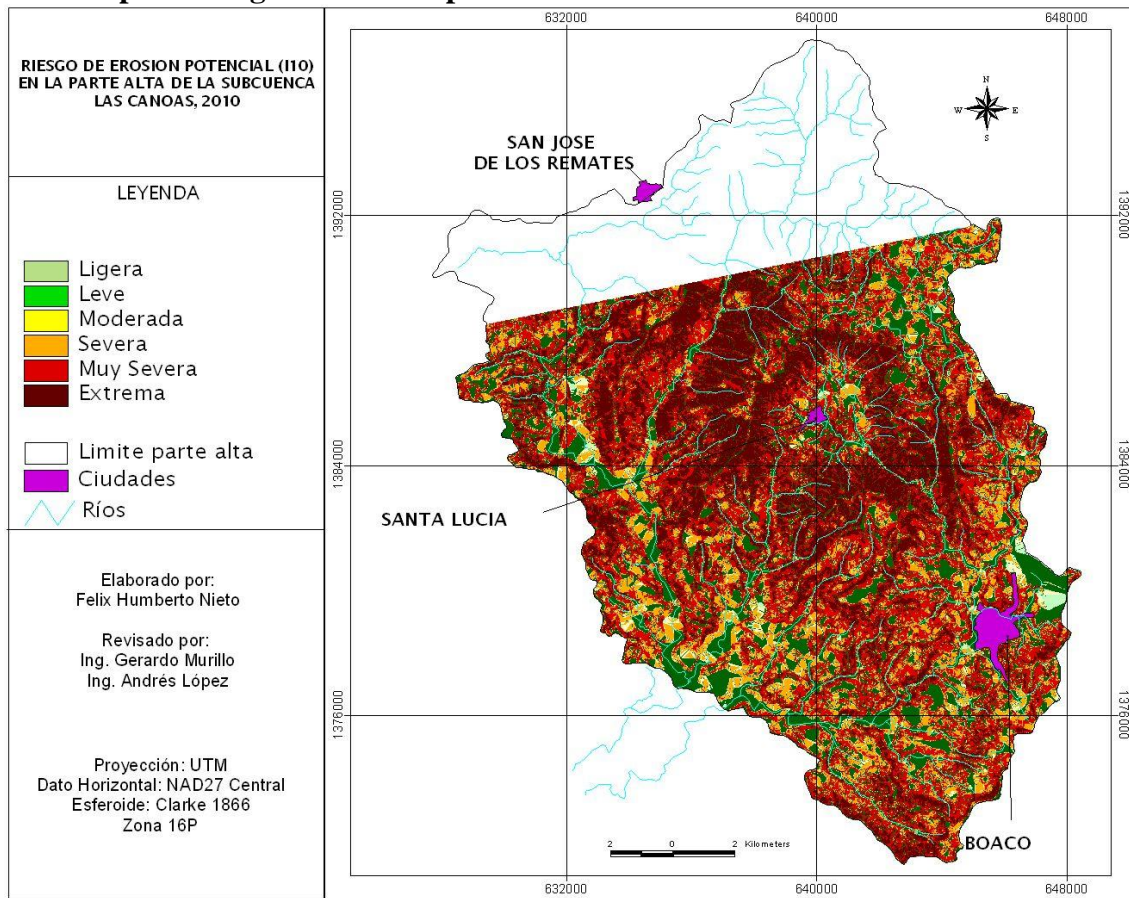 RIESGO DE EROSION POTENCIAL (I10)
EN LA PARTE ALTA DE LA SUBCUENCA
LAS CANOAS, 2010
LEYENDA
Ligera
Leve
Moderada
Severa
Muy Severa
Extrema
Limite parte alta
Ciudades
Ríos
Elaborado por:
Felix Humberto Nieto
Revisado por:
Ing. Gerardo Murillo
Ing. Andrés López
Proyección: UTM
Dato Horizontal: NAD27 Central
Esferoide: Clarke 1866
Zona 16P
632000
640000
648000
N
W
E
S
SAN JOSE
DE LOS REMATES
1392000
1392000
1384000
1384000
SANTA LUCIA
1376000
1376000
2
0
2
Kilometers
BOACO
632000
640000
648000